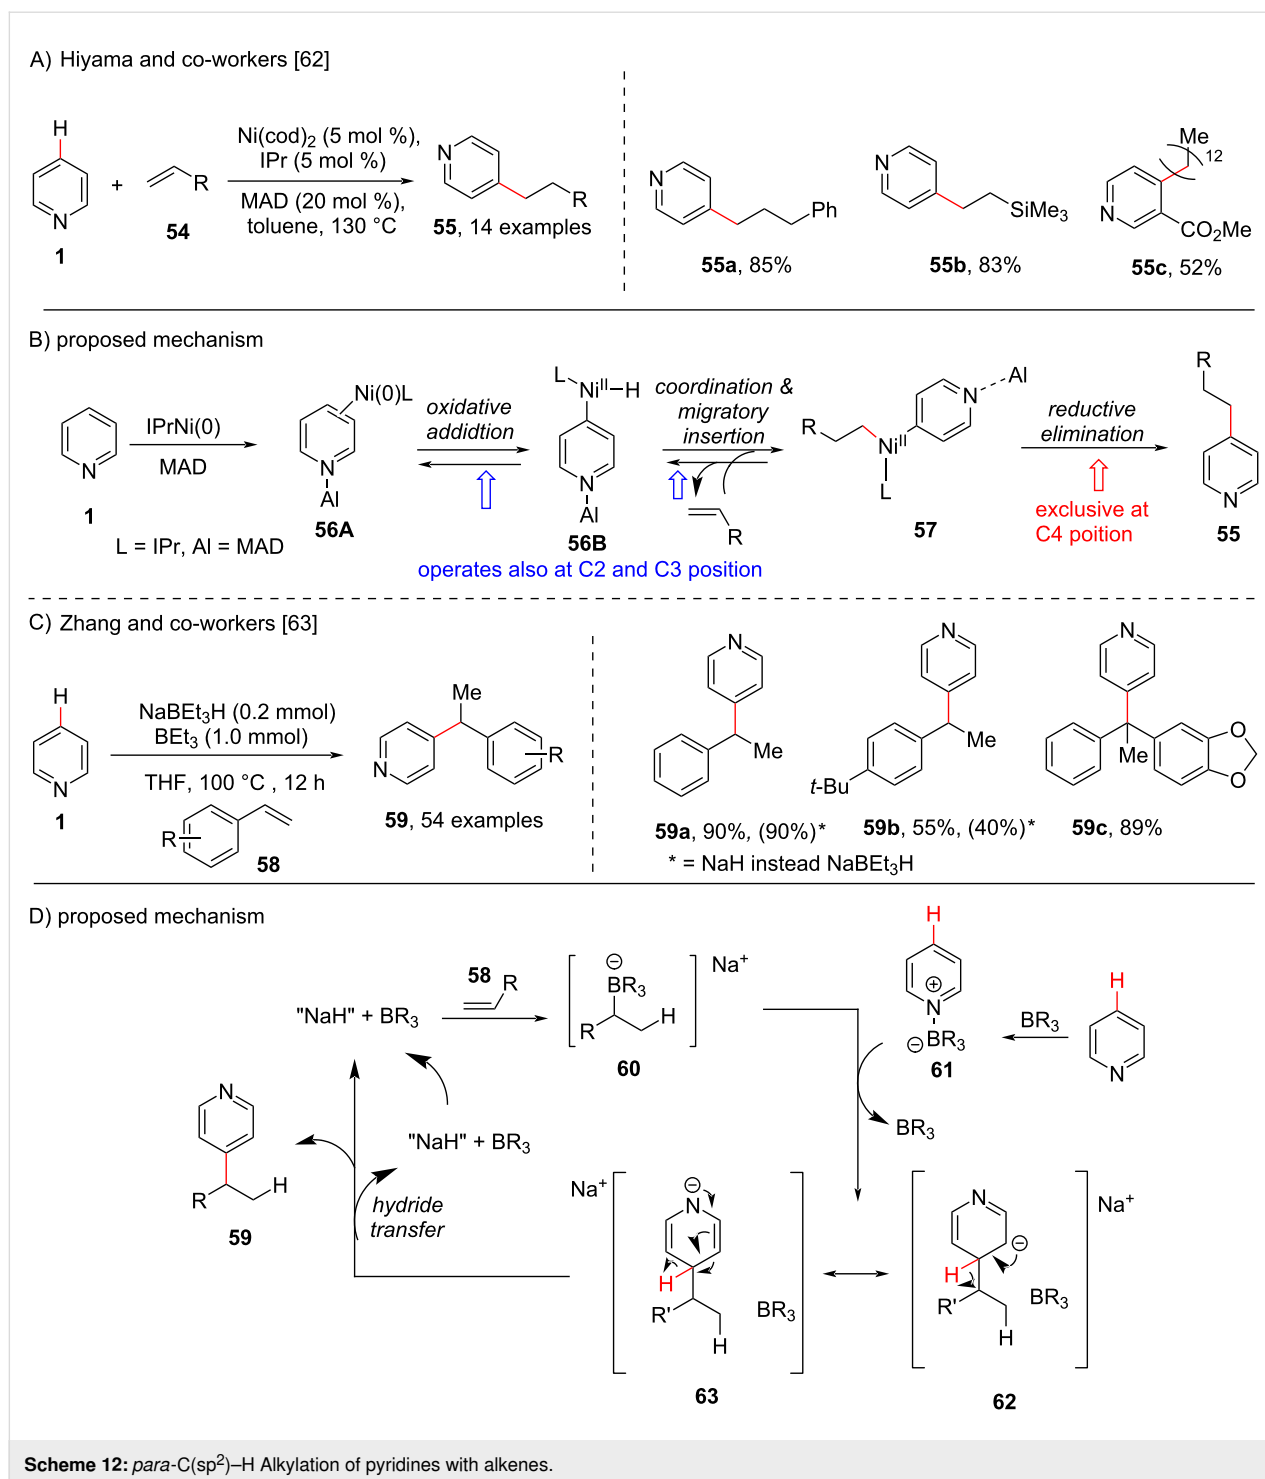 A) Hiyama and co-workers [62]
H
N
1
+
R
54
Ni(cod)2 (5 mol %),
IPr (5 mol %)
MAD (20 mol %),
toluene, 130 °C
N
R
55, 14 examples
N
Ph
55a, 85%
N
SiMe3
55b, 83%
Me
12
N
CO2Me
55c, 52%
B) proposed mechanism
N
1
IPrNi(0)
MAD
L = IPr, Al = MAD
Ni(0)L
N
Al
56A
oxidative
addidtion
L
NiII–H
N
Al
56B
operates also at C2 and C3 position
coordination &
migratory
insertion
R
R
NiII
L
N
Al
57
reductive
elimination
exclusive at
C4 poition
R
N
55
C) Zhang and co-workers [63]
H
N
1
NaBEt3H (0.2 mmol)
BEt3 (1.0 mmol)
THF, 100 °C , 12 h
R
58
Me
N
R
59, 54 examples
N
Me
59a, 90%, (90%)*
N
Me
t-Bu
59b, 55%, (40%)*
N
Me
O
O
59c, 89%
* = NaH instead NaBEt3H
D) proposed mechanism
"NaH" + BR3
58
R
⊖
BR3
R
H
Na+
60
H
⊕
N
⊖BR3
61
BR3
H
N
BR3
N
R
H
59
"NaH" + BR3
hydride
transfer
Na+
⊖
N
H
R'
H
BR3
63
N
⊖
H
R'
H
BR3
Na+
62
Scheme 12: para-C(sp2)–H Alkylation of pyridines with alkenes.